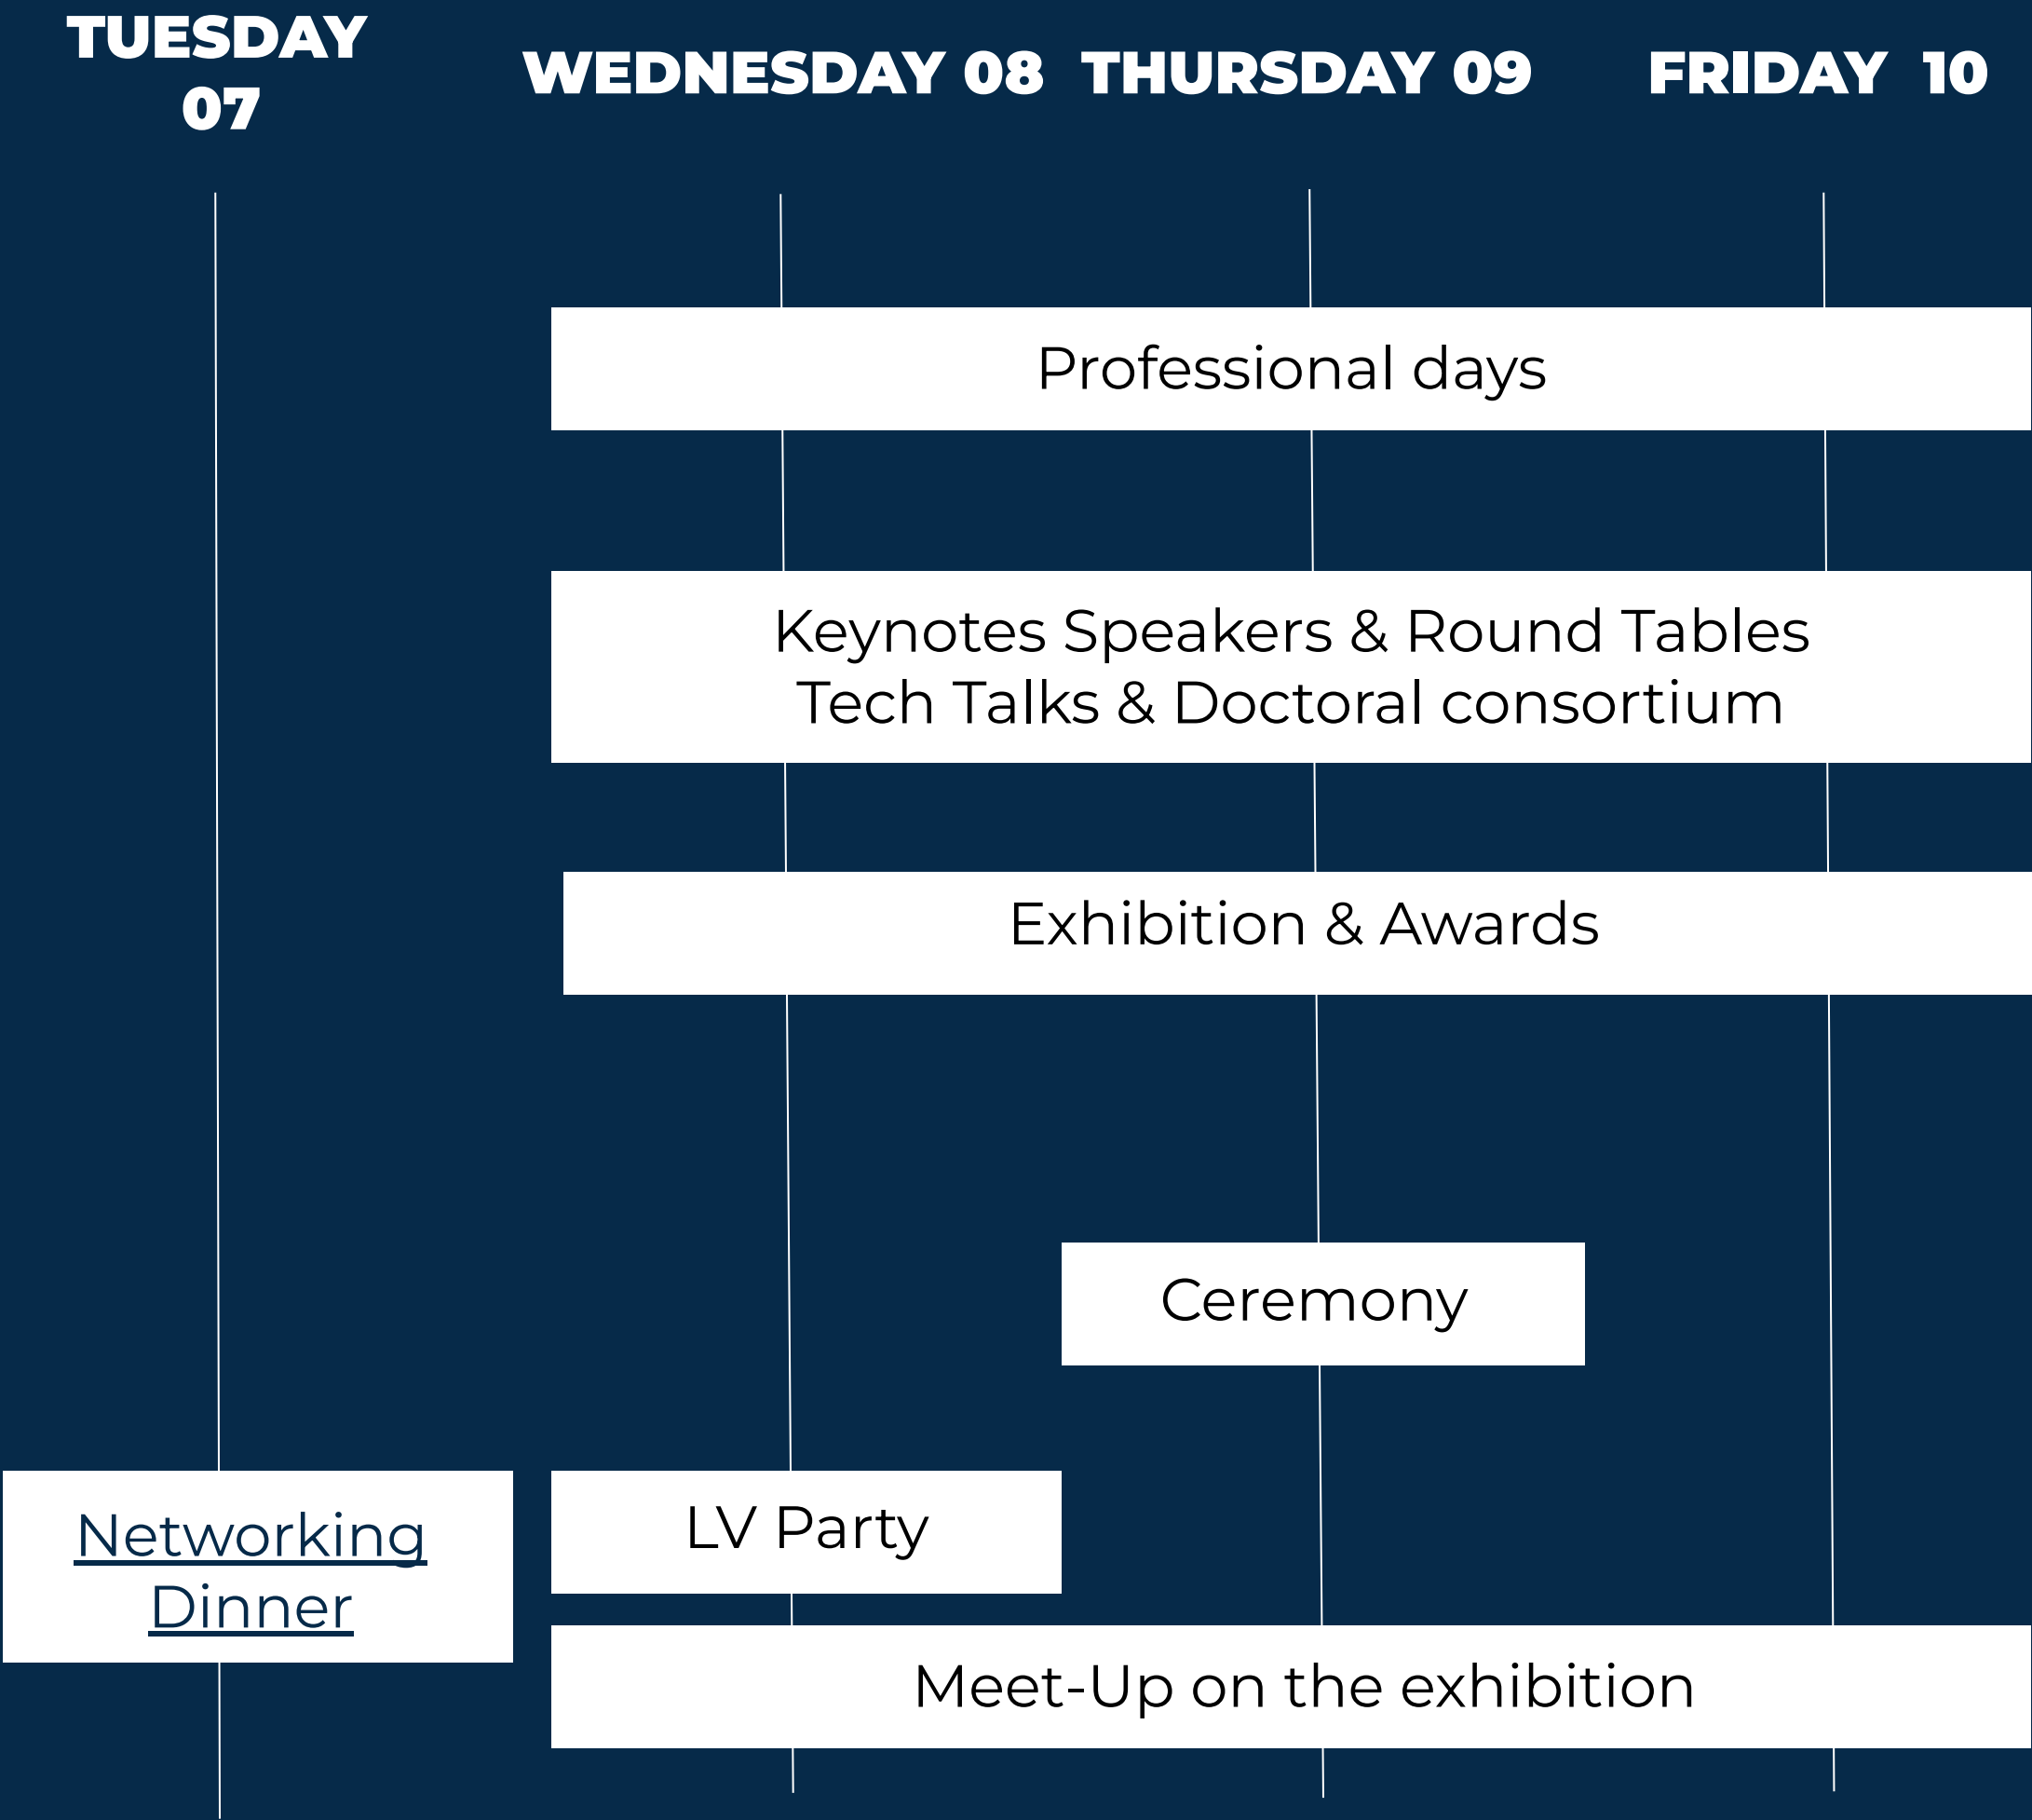 TUESDAY
07
WEDNESDAY 08
THURSDAY 09
FRIDAY 10
Professional days
Keynotes Speakers & Round Tables
Tech Talks & Doctoral consortium
Exhibition & Awards
Ceremony
Networking
Dinner
LV Party
Meet-Up on the exhibition